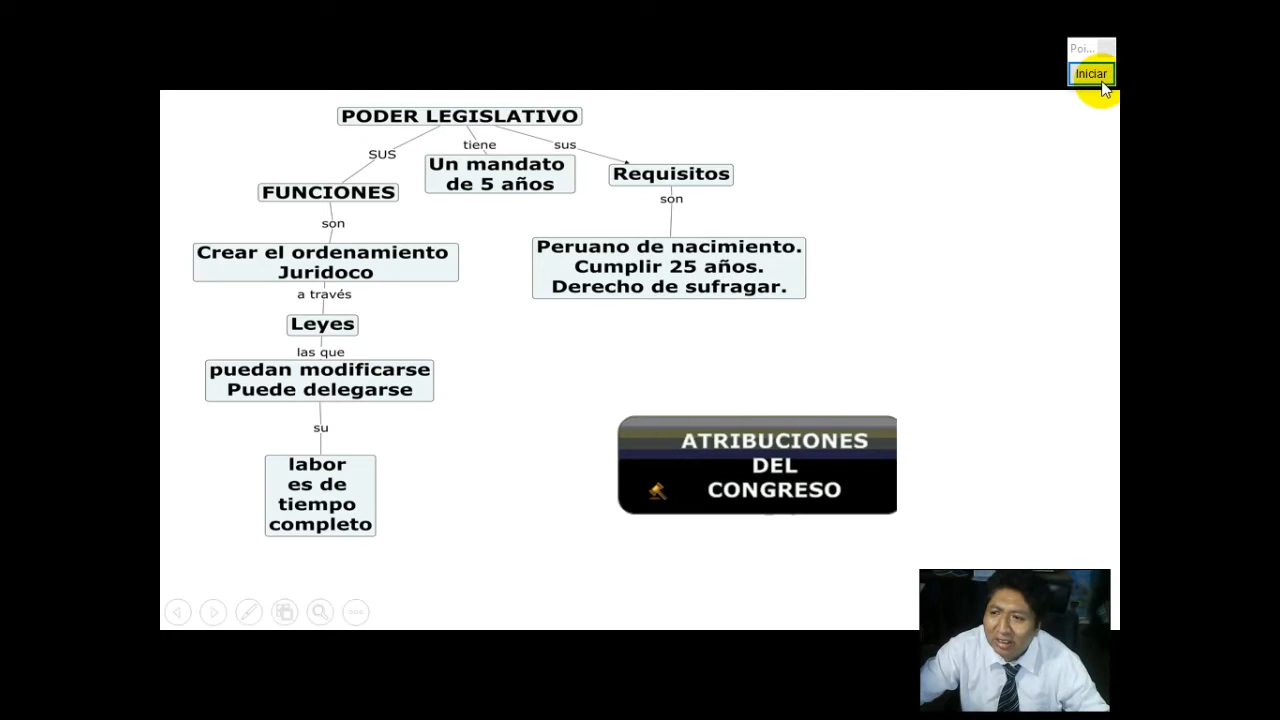 Poi...
Iniciar
PODER LEGISLATIVO
SUS
tiene
sus
Un mandato
de 5 años
Requisitos
FUNCIONES
son
son
Crear el ordenamiento
Juridoco
Peruano de nacimiento.
Cumplir 25 años.
Derecho de sufragar.
a través
Leyes
las que
puedan modificarse
Puede delegarse
su
labor
es de
tiempo
completo
ATRIBUCIONES
DEL
CONGRESO